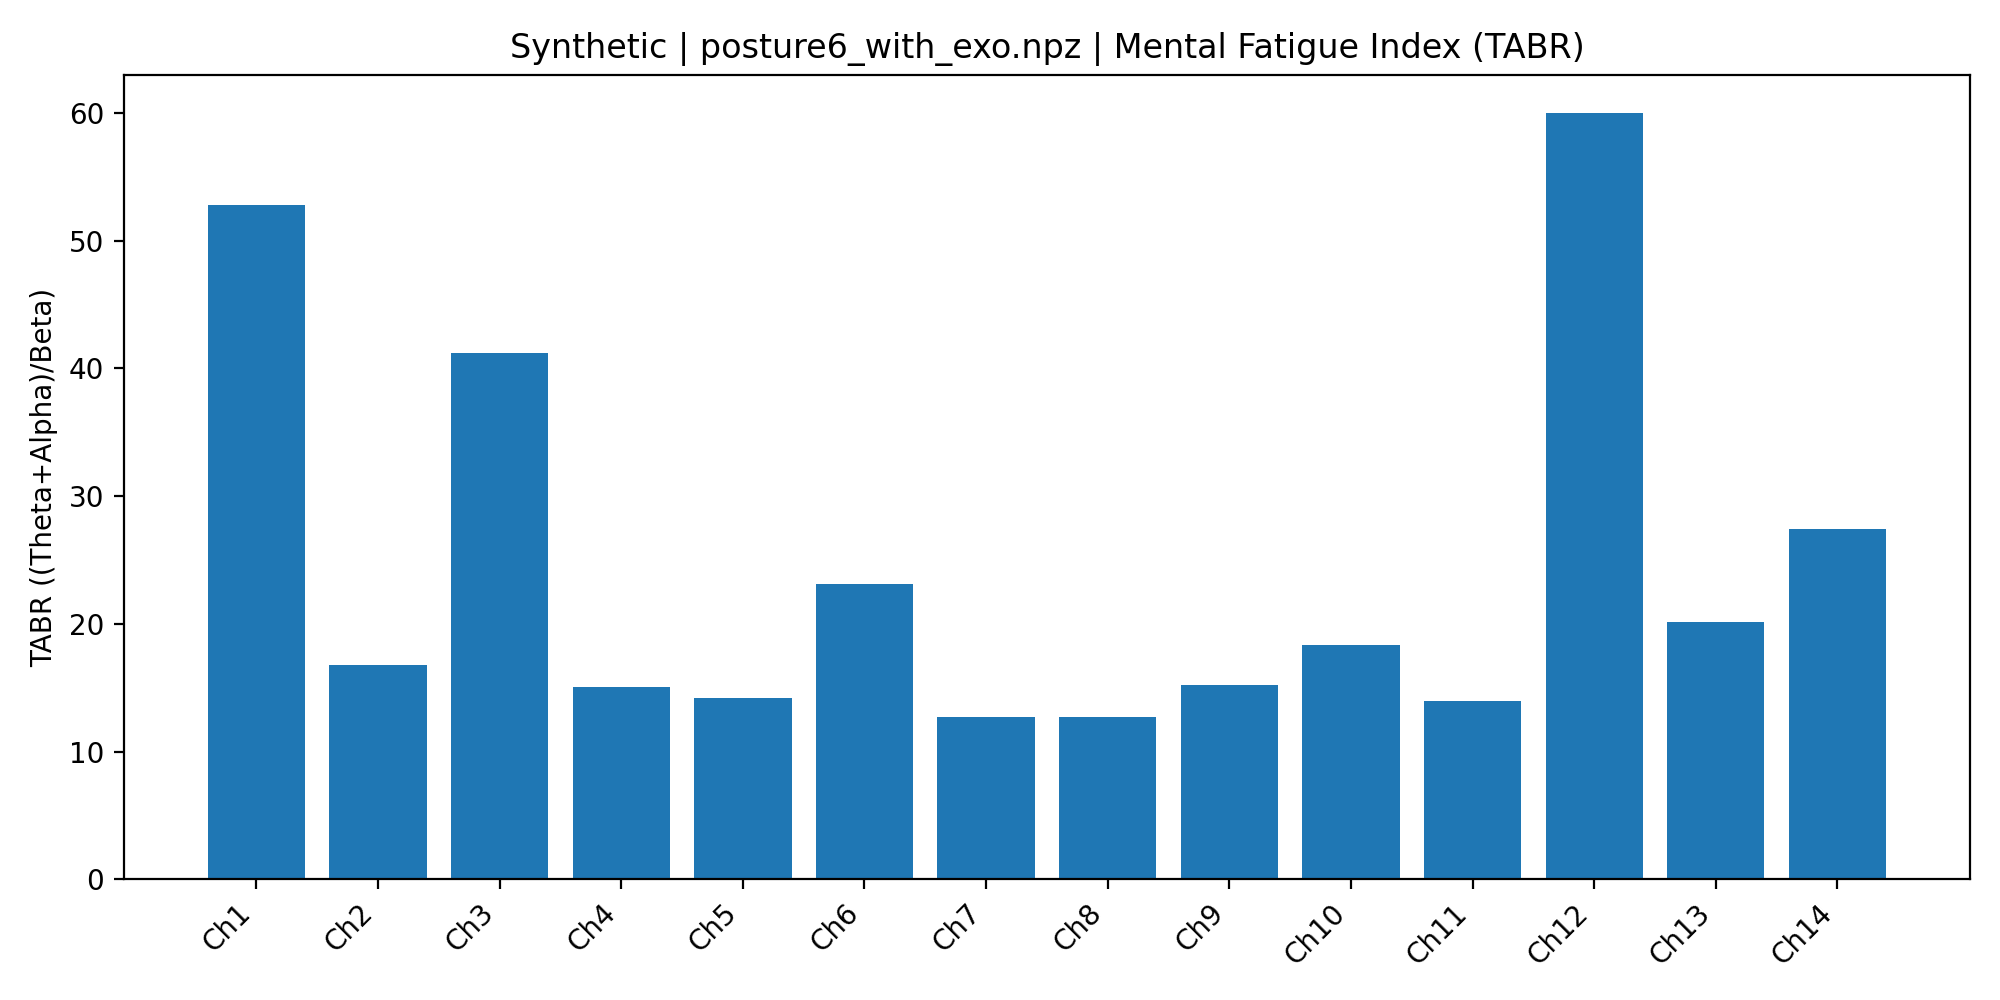 Synthetic | posture6_with_exo.npz | Mental Fatigue Index (TABR)
TABR ((Theta+Alpha)/Beta)
60
50
40
30
20
10
0
Ch1
Ch2
Ch3
Ch4
Ch5
Ch6
Ch7
Ch8
Ch9
Ch10
Ch11
Ch12
Ch13
Ch14